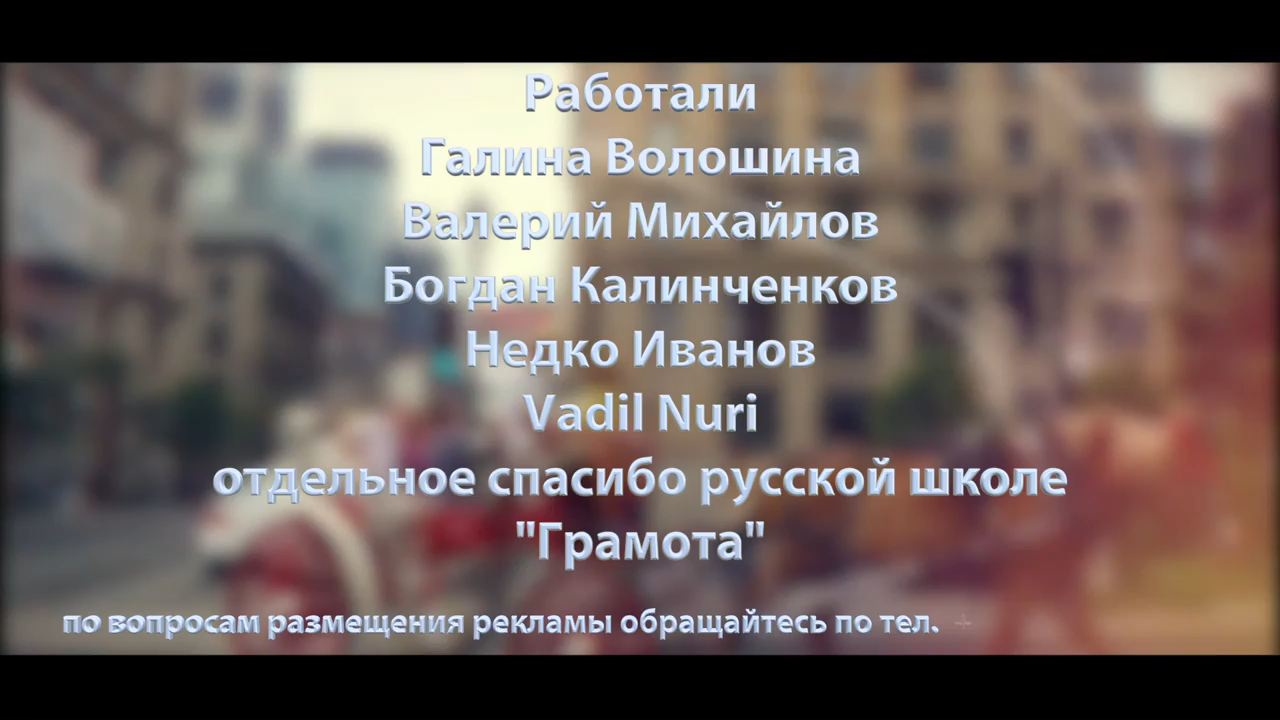 Работали
Галина Волошина
Валерий Михайлов
Богдан Калинченков
Недко Иванов
Vadil Nuri
отдельное спасибо русской школе
"Грамота"
по вопросам размещения рекламы обращайтесь по тел.